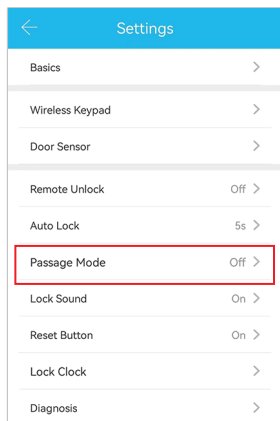 Settings
Basics
Wireless Keypad
Door Sensor
Remote Unlock Off
Auto Lock 5s
Passage Mode Off
Lock Sound On
Reset Button On
Lock Clock
Diagnosis